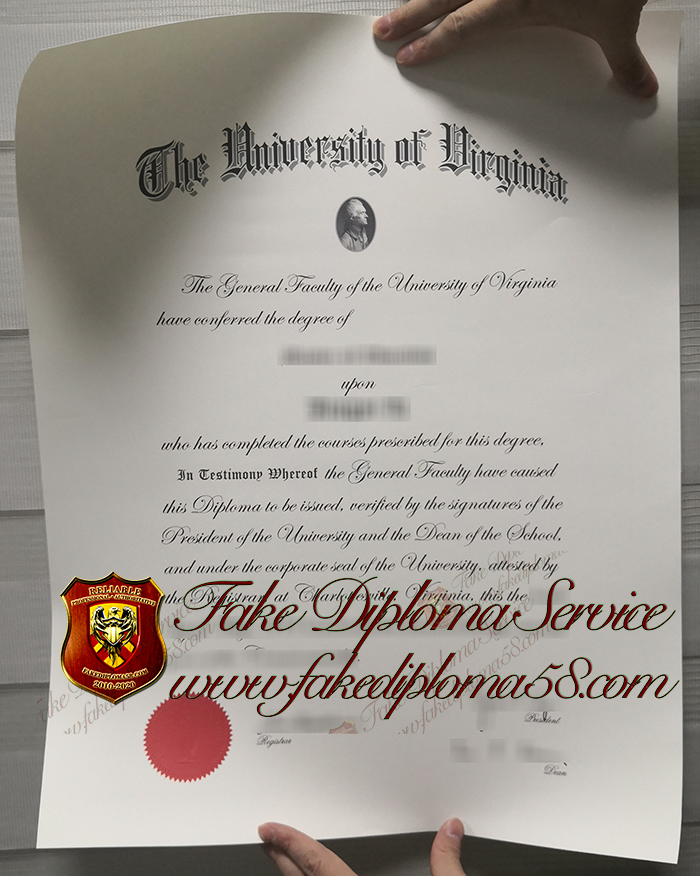 The University of Virginia
The General Faculty of the University of Virginia
have conferred the degree of
upon
who has completed the courses prescribed for this degree,
In Testimony Whereof the General Faculty have caused
this Diploma to be issued, verified by the signatures of the
President of the University and the Dean of the School,
and under the corporate seal of the University, attested by
the Registrar, at Charlottesville, Virginia, this the
RELIABLE
PROFESSIONAL & AUTHORITATIVE
FAKEDIPLOMA58.COM
2010-2020
Fake Diploma Service
www.fakediploma58.com
President
Registrar
Dean